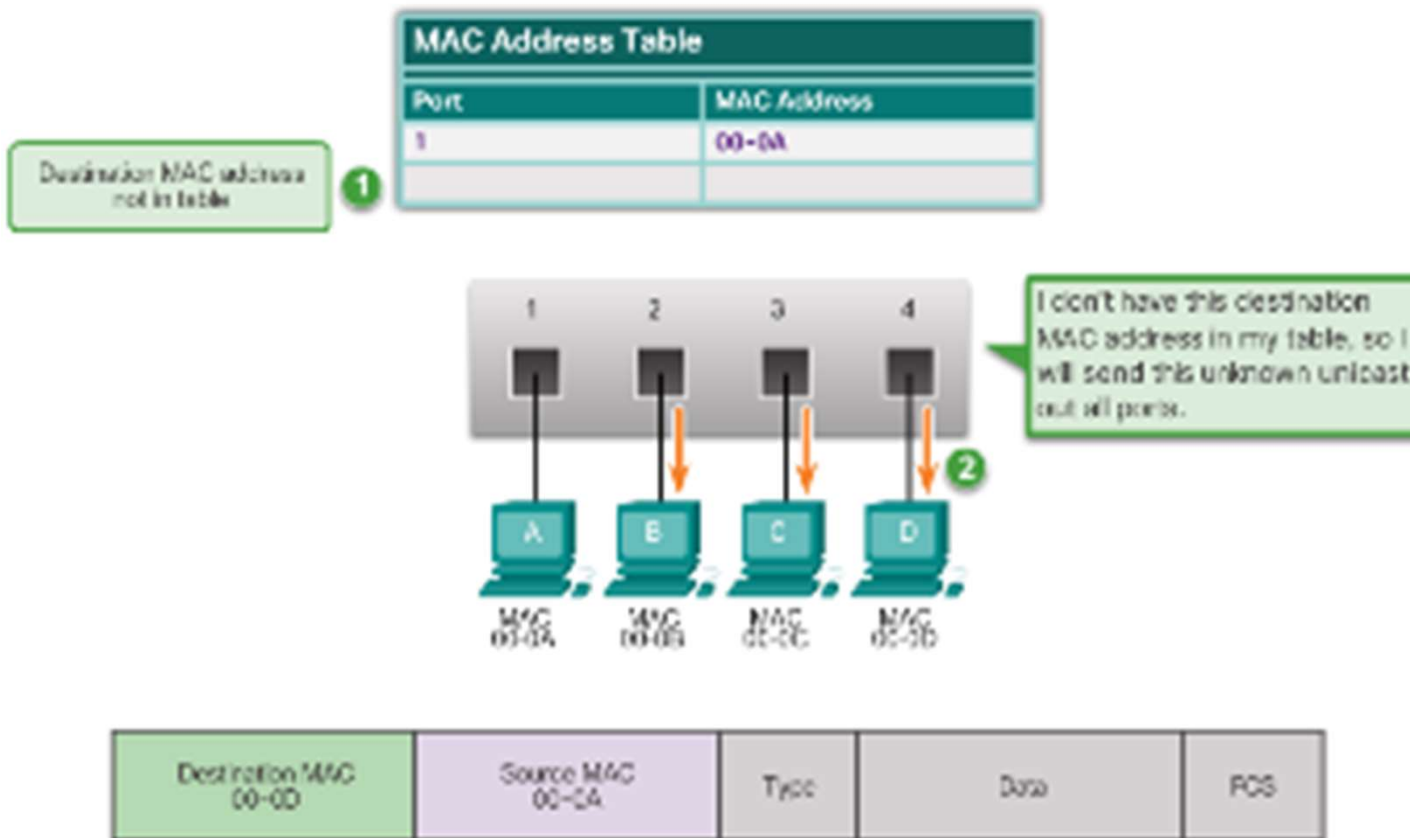 MAC Address Table
Port MAC Address
1 00-0A
Destination MAC address
not in table
1
1 2 3 4
I don't have this destination
MAC address in my table, so I
will send this unknown unicast
out all ports.
2
A B C D
MAC MAC MAC MAC
00-0A 00-0B 00-0C 00-0D
Destination MAC Source MAC Type Data FCS
00-0D 00-0A